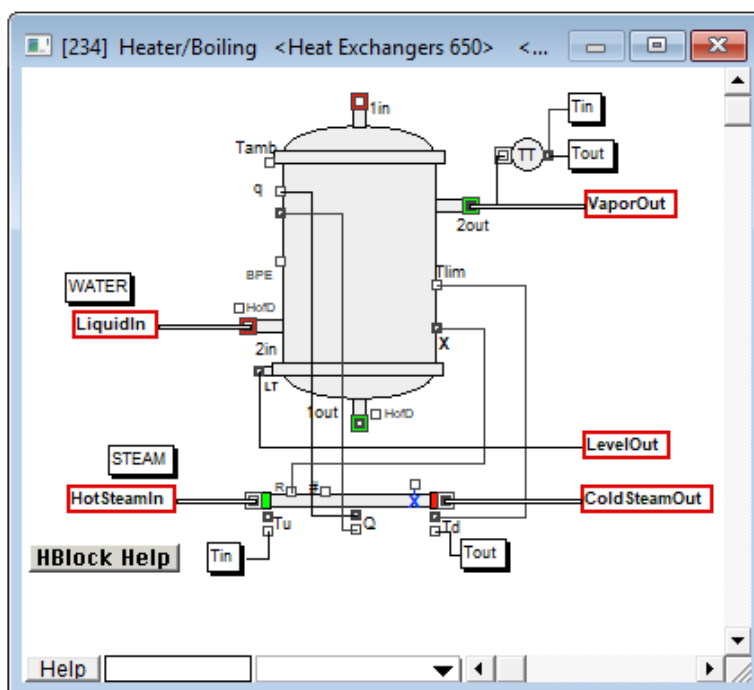 [234] Heater/Boiling <Heat Exchangers 650> <...
1in
Tin
Tamb
TT
Tout
q
VaporOut
2out
BPE
Tlim
WATER
HofD
LiquidIn
2in
X
LT
1out
HofD
LevelOut
STEAM
R
#
HotSteamIn
ColdSteamOut
Tu
Q
Td
HBlock Help
Tin
Tout
Help